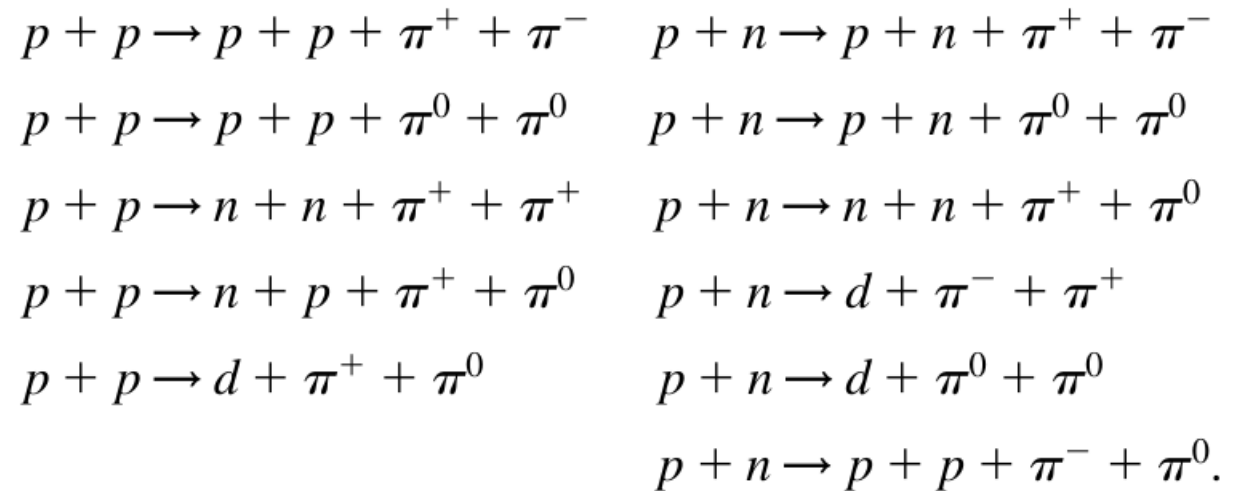 p + p → p + p + π⁺ + π⁻
p + p → p + p + π⁰ + π⁰
p + p → n + n + π⁺ + π⁺
p + p → n + p + π⁺ + π⁰
p + p → d + π⁺ + π⁰
p + n → p + n + π⁺ + π⁻
p + n → p + n + π⁰ + π⁰
p + n → n + n + π⁺ + π⁰
p + n → d + π⁻ + π⁺
p + n → d + π⁰ + π⁰
p + n → p + p + π⁻ + π⁰.